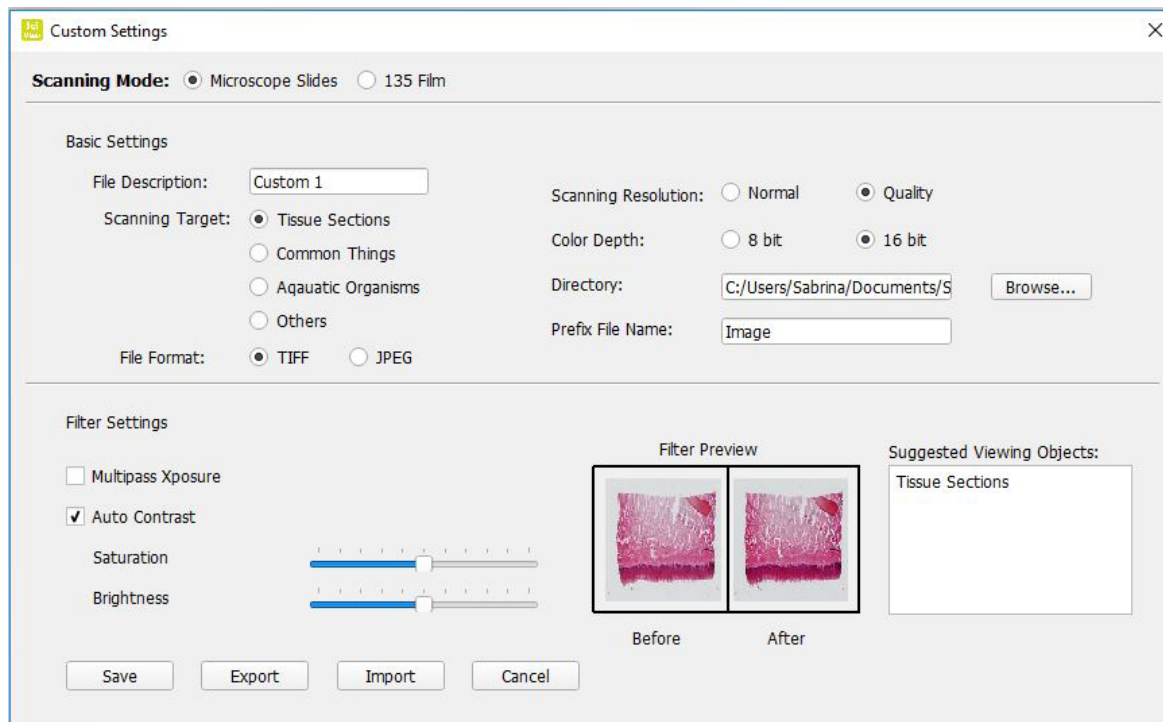 Sci
View
Custom Settings
Scanning Mode: Microscope Slides 135 Film
Basic Settings
File Description: Custom 1
Scanning Target: Tissue Sections
Common Things
Aqauatic Organisms
Others
File Format: TIFF JPEG
Scanning Resolution: Normal Quality
Color Depth: 8 bit 16 bit
Directory: C:/Users/Sabrina/Documents/S Browse...
Prefix File Name: Image
Filter Settings
Multipass Xposure
Auto Contrast
Saturation
Brightness
Filter Preview
Before After
Suggested Viewing Objects:
Tissue Sections
Save Export Import Cancel